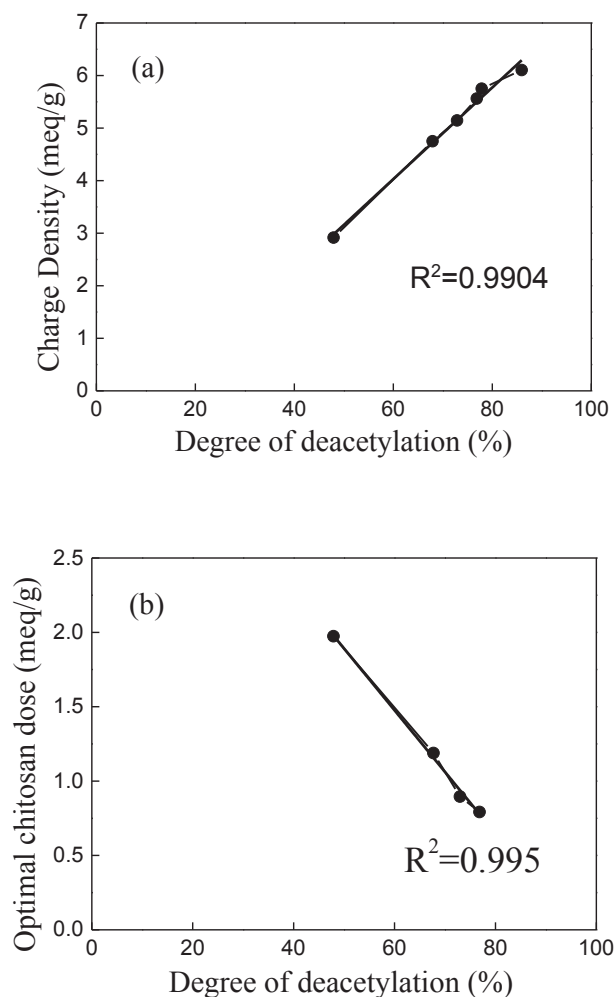 (a)
Charge Density (meq/g)
7
6
5
4
3
2
1
0
R²=0.9904
0 20 40 60 80 100
Degree of deacetylation (%)
(b)
Optimal chitosan dose (meq/g)
2.5
2.0
1.5
1.0
0.5
0.0
R²=0.995
0 20 40 60 80 100
Degree of deacetylation (%)